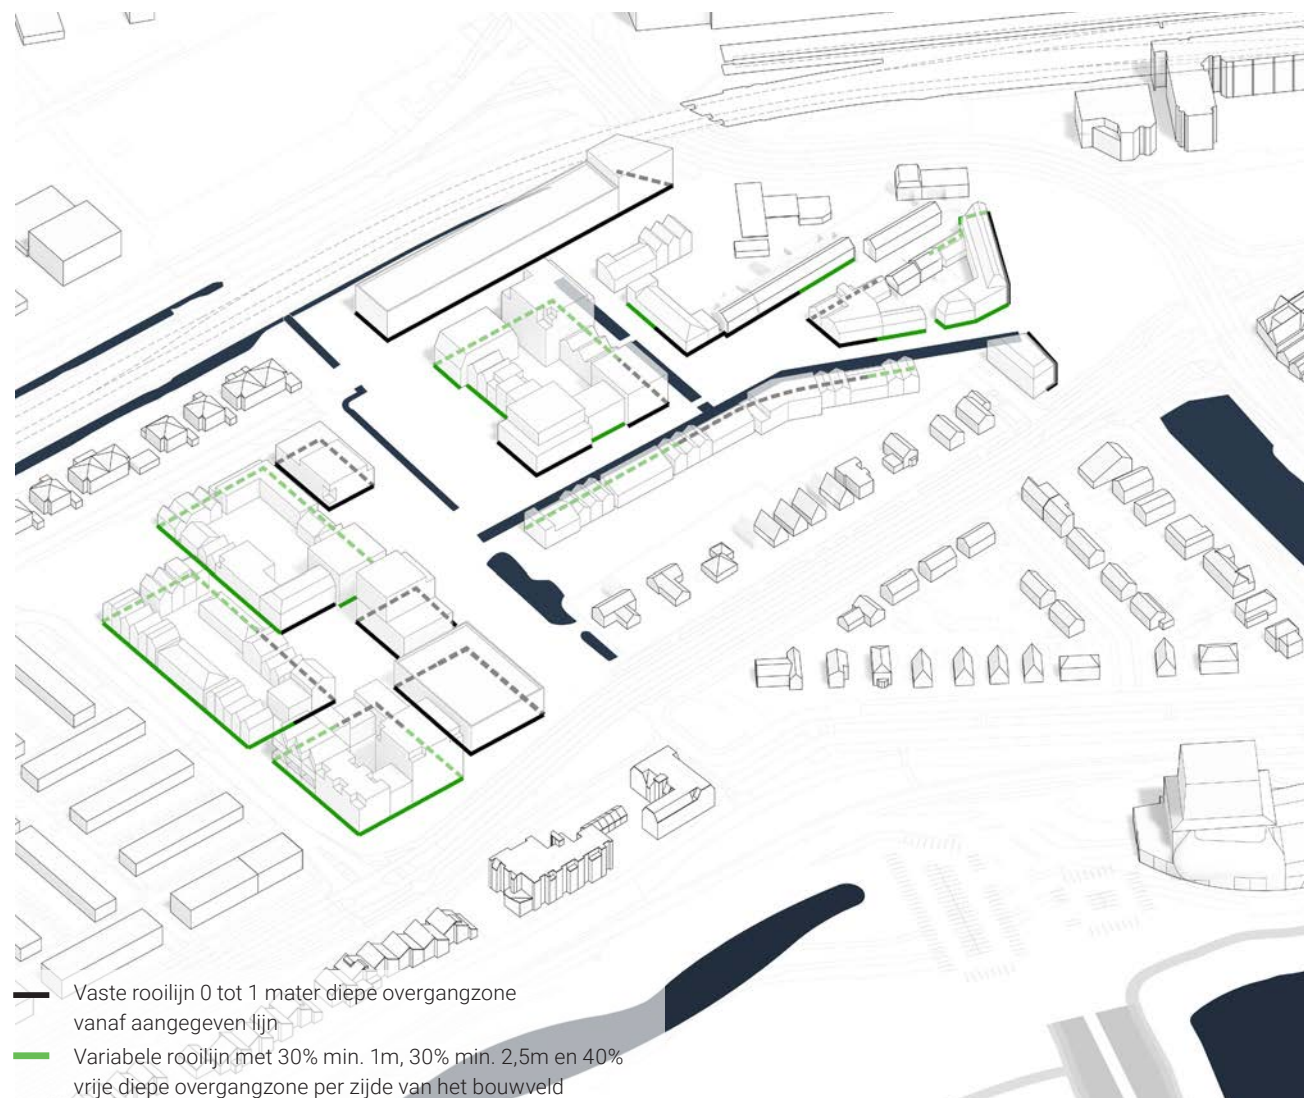 Vaste rooilijn 0 tot 1 mater diepe overgangzone
vanaf aangegeven lijn
Variabele rooilijn met 30% min. 1m, 30% min. 2,5m en 40%
vrije diepe overgangzone per zijde van het bouwveld